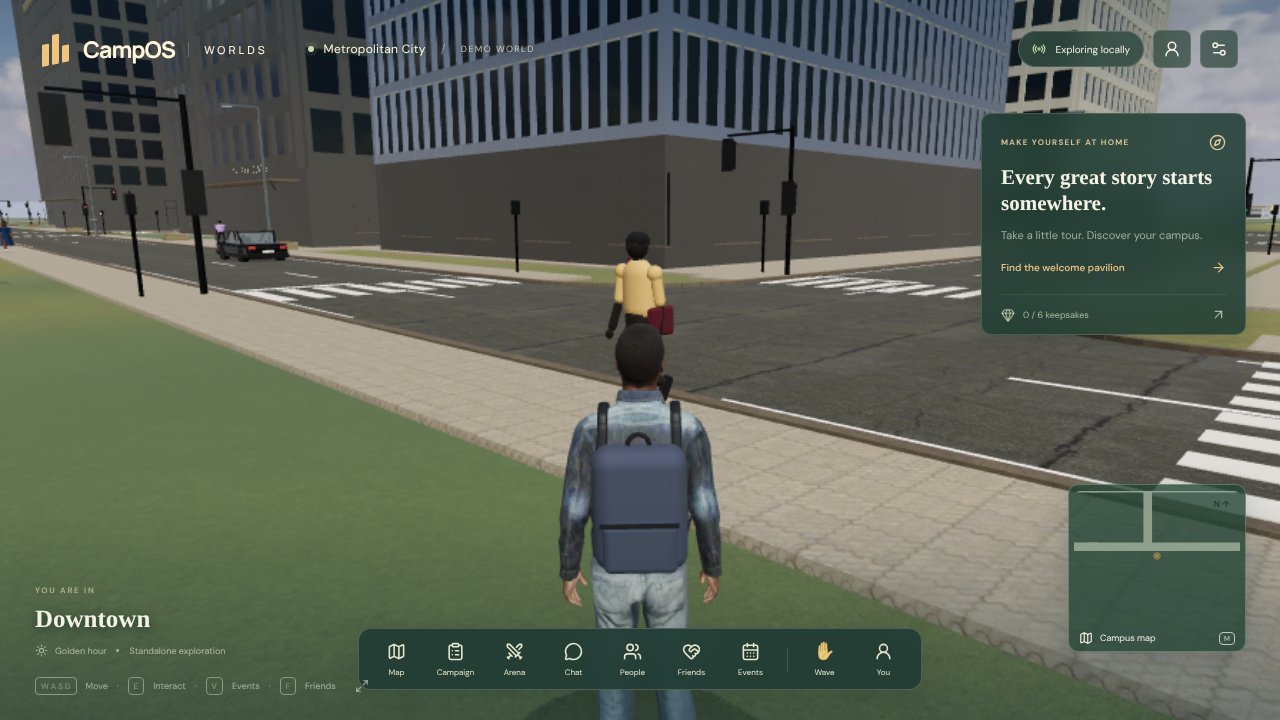 CampOS WORLDS Metropolitan City / DEMO WORLD
Exploring locally
MAKE YOURSELF AT HOME
Every great story starts
somewhere.
Take a little tour. Discover your campus.
Find the welcome pavilion
0 / 6 keepsakes
N
Campus map M
YOU ARE IN
Downtown
Golden hour • Standalone exploration
WASD Move · E Interact · V Events · F Friends
Map Campaign Arena Chat People Friends Events Wave You